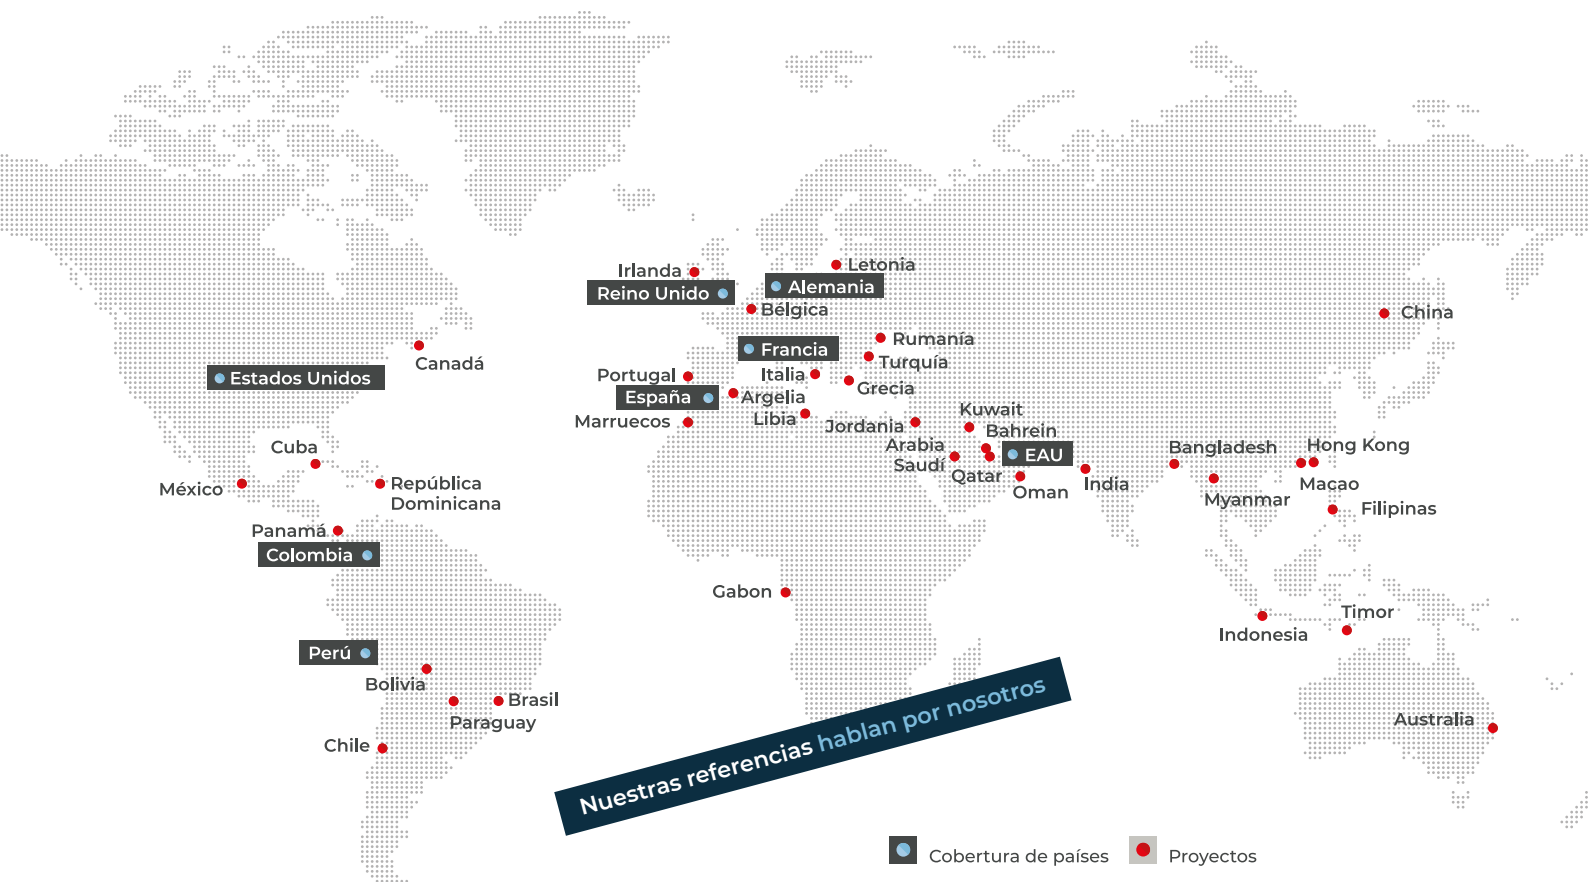 Letonia
Irlanda
Alemania
Reino Unido
Bélgica
China
Rumanía
Francia
Turquía
Canadá
Italia
Portugal
Estados Unidos
Grecia
España
Argelia
Kuwait
Libia
Marruecos
Jordania
Bahrein
Arabia
Saudí
EAU
Bangladesh
Hong Kong
Cuba
Qatar
India
República
Dominicana
México
Oman
Myanmar
Macao
Filipinas
Panamá
Colombia
Gabon
Timor
Indonesia
Perú
Bolivia
Brasil
Paraguay
Nuestras referencias hablan por nosotros
Australia
Chile
Cobertura de países
Proyectos